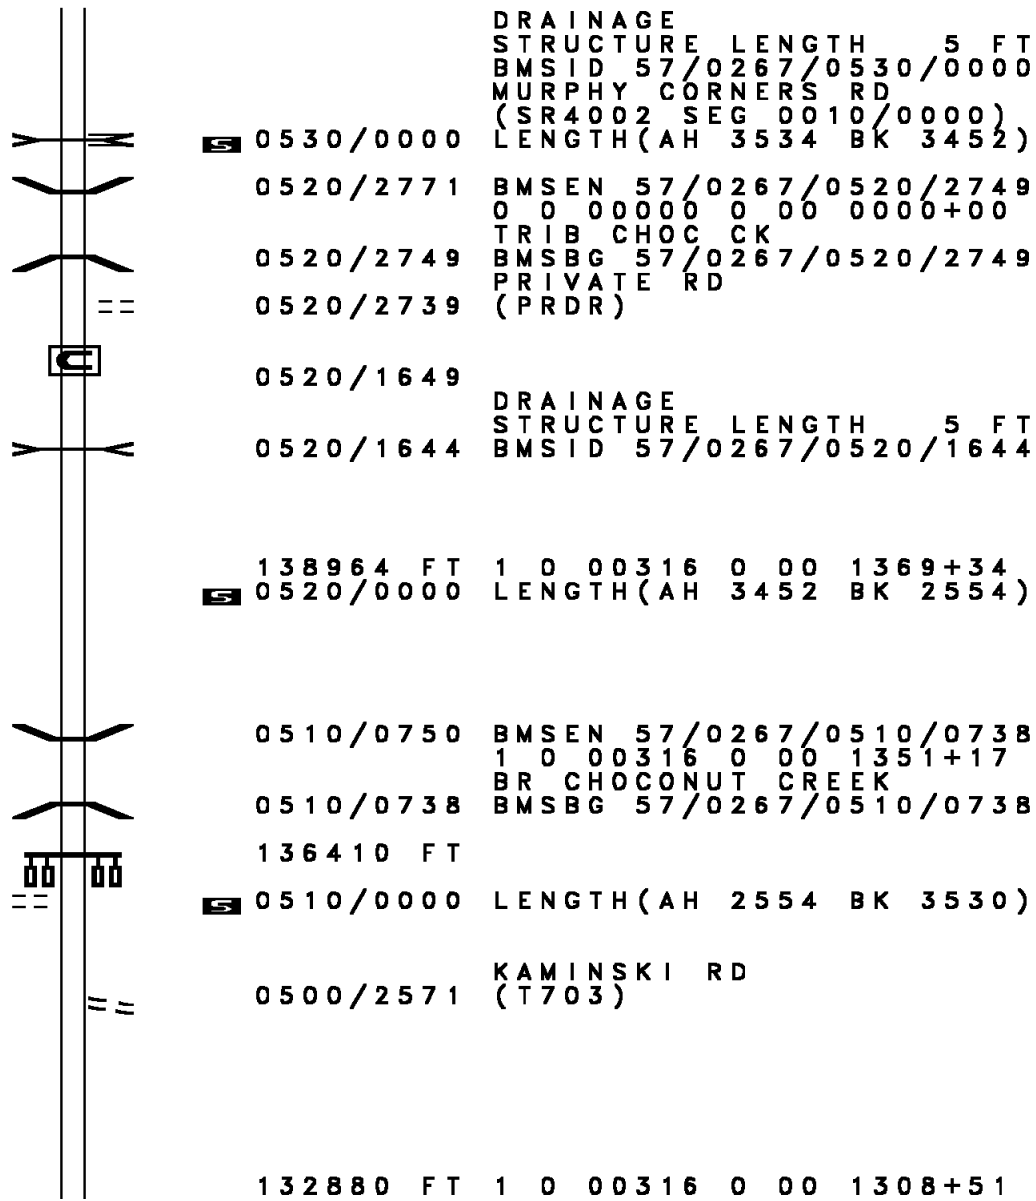 DRAINAGE
STRUCTURE LENGTH 5 FT
BMSID 57/0267/0530/0000
MURPHY CORNERS RD
(SR4002 SEG 0010/0000)
S 0530/0000 LENGTH(AH 3534 BK 3452)
0520/2771 BMSEN 57/0267/0520/2749
0 0 00000 0 00 0000+00
TRIB CHOC CK
0520/2749 BMSBG 57/0267/0520/2749
PRIVATE RD
0520/2739 (PRDR)
C
0520/1649
DRAINAGE
STRUCTURE LENGTH 5 FT
0520/1644 BMSID 57/0267/0520/1644
138964 FT 1 0 00316 0 00 1369+34
S 0520/0000 LENGTH(AH 3452 BK 2554)
0510/0750 BMSEN 57/0267/0510/0738
1 0 00316 0 00 1351+17
BR CHOCONUT CREEK
0510/0738 BMSBG 57/0267/0510/0738
136410 FT
S 0510/0000 LENGTH(AH 2554 BK 3530)
KAMINSKI RD
0500/2571 (T703)
132880 FT 1 0 00316 0 00 1308+51